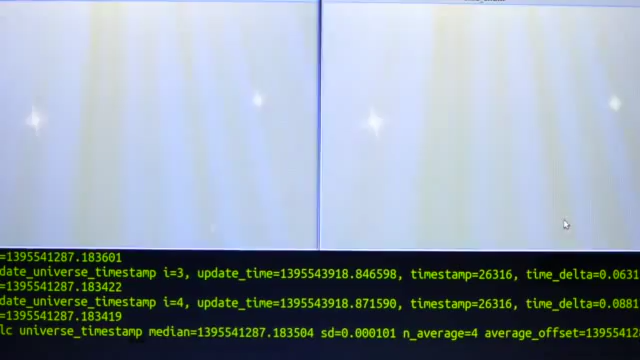 =1395541287.183601
date_universe_timestamp i=3, update_time=1395543918.846598, timestamp=26316, time_delta=0.0631
=1395541287.183422
date_universe_timestamp i=4, update_time=1395543918.871590, timestamp=26316, time_delta=0.0881
=1395541287.183419
lc universe_timestamp median=1395541287.183504 sd=0.000101 n_average=4 average_offset=13955412